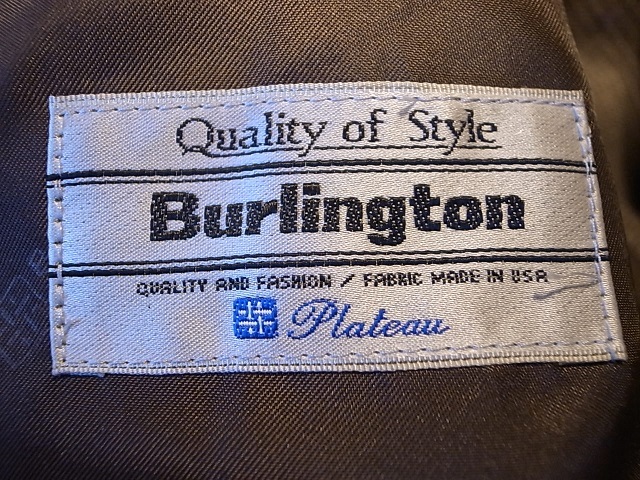 Quality of Style
Burlington
QUALITY AND FASHION / FABRIC MADE IN USA
Plateau